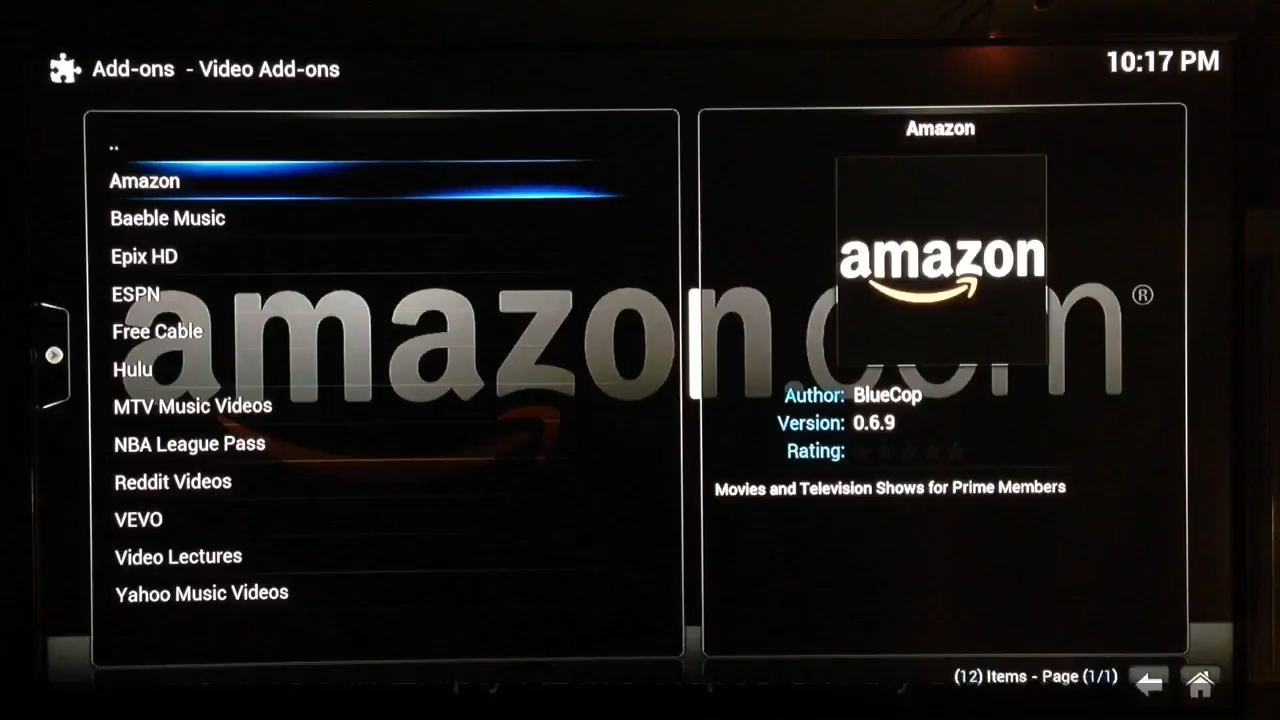 Add-ons - Video Add-ons
10:17 PM
..
Amazon
Baeble Music
Epix HD
ESPN
Free Cable
Hulu
MTV Music Videos
NBA League Pass
Reddit Videos
VEVO
Video Lectures
Yahoo Music Videos
amazon.com®
Amazon
amazon
Author: BlueCop
Version: 0.6.9
Rating:
Movies and Television Shows for Prime Members
(12) Items - Page (1/1)